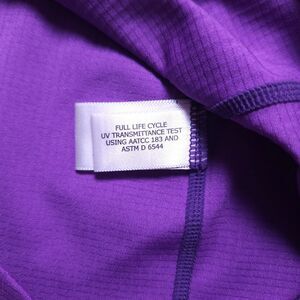 FULL LIFE CYCLE
UV TRANSMITTANCE TEST
USING AATCC 183 AND
ASTM D 6544